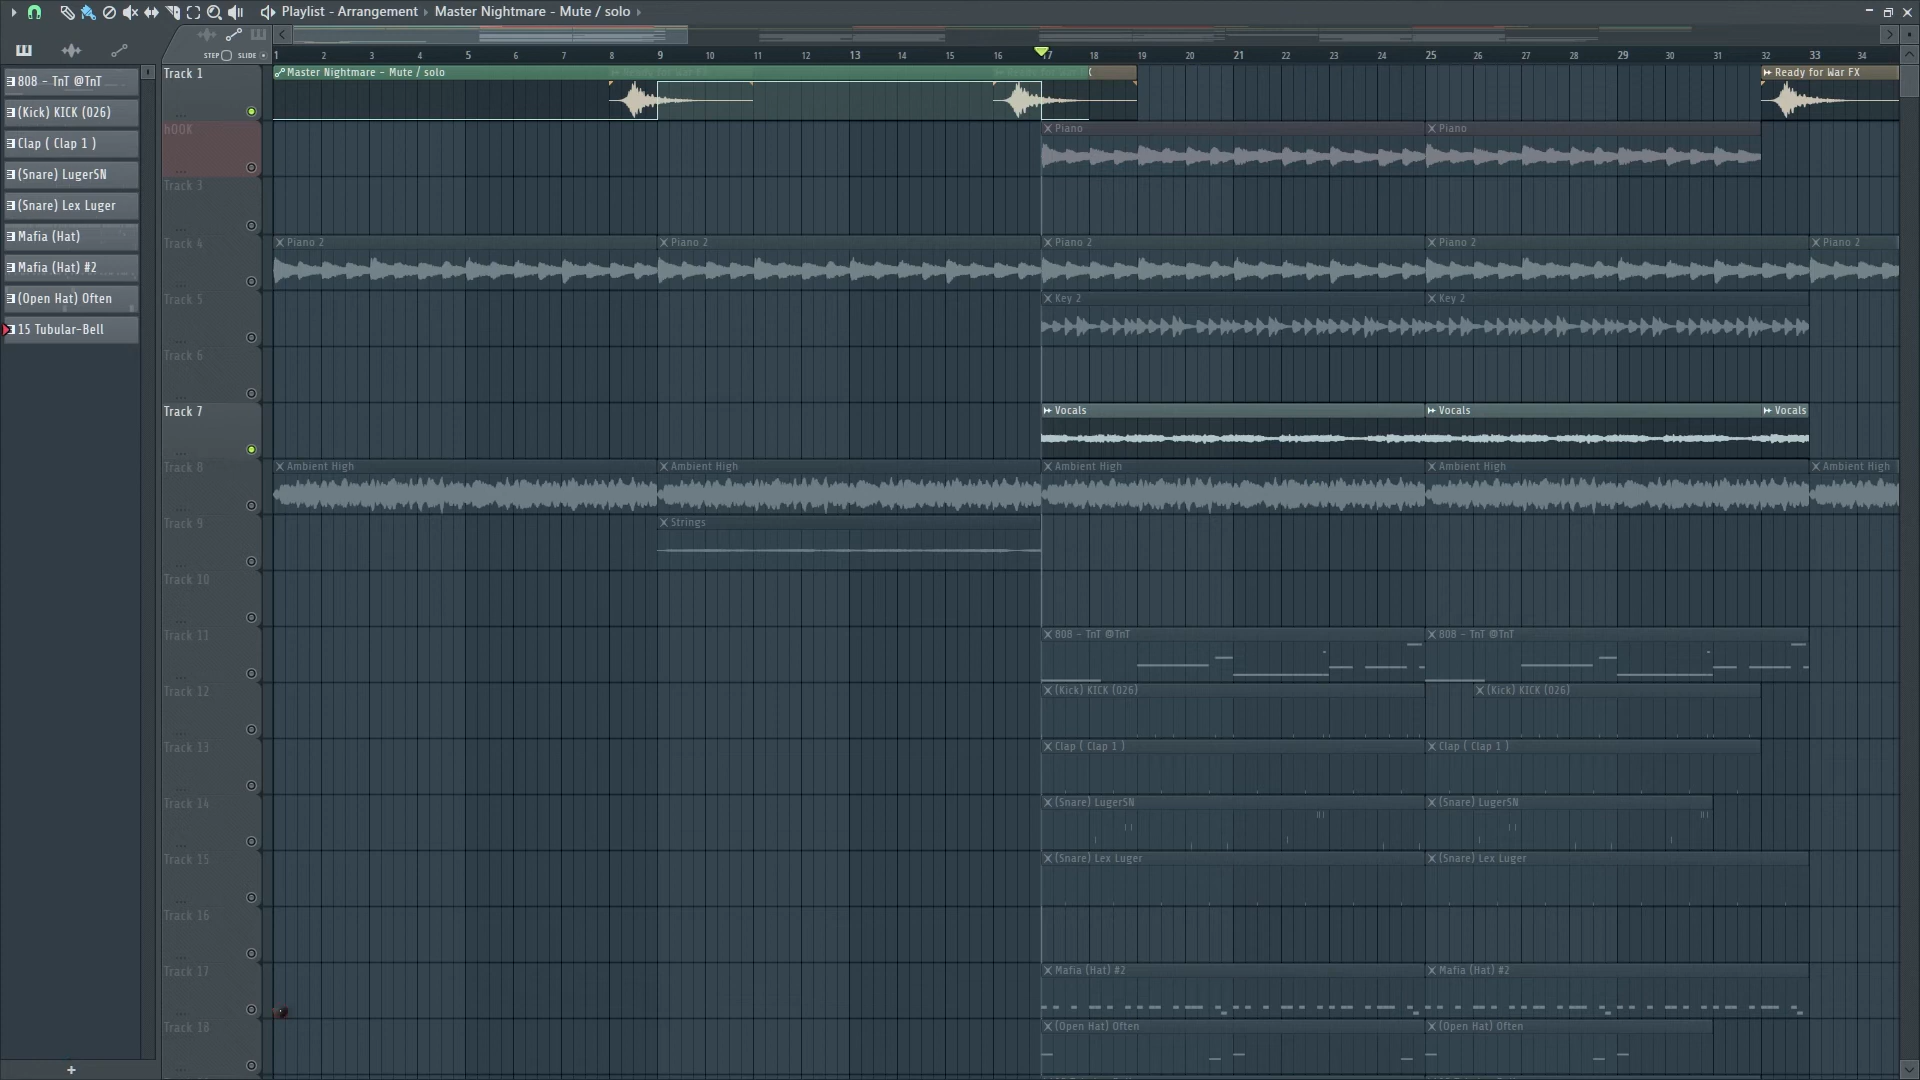 Playlist - Arrangement › Master Nightmare - Mute / solo ›
STEP SLIDE
1 2 3 4 5 6 7 8 9 10 11 12 13 14 15 16 17 18 19 20 21 22 23 24 25 26 27 28 29 30 31 32 33 34
808 - TnT @TnT
(Kick) KICK (026)
Clap ( Clap 1 )
(Snare) LugerSN
(Snare) Lex Luger
Mafia (Hat)
Mafia (Hat) #2
(Open Hat) Often
15 Tubular-Bell
+
Track 1
Master Nightmare - Mute / solo
Ready for War FX
hOOK
Piano
Piano
Track 3
Track 4
Piano 2
Piano 2
Piano 2
Piano 2
Piano 2
Track 5
Key 2
Key 2
Track 6
Track 7
Vocals
Vocals
Vocals
Track 8
Ambient High
Ambient High
Ambient High
Ambient High
Ambient High
Track 9
Strings
Track 10
Track 11
808 - TnT @TnT
808 - TnT @TnT
Track 12
(Kick) KICK (026)
(Kick) KICK (026)
Track 13
Clap ( Clap 1 )
Clap ( Clap 1 )
Track 14
(Snare) LugerSN
(Snare) LugerSN
Track 15
(Snare) Lex Luger
(Snare) Lex Luger
Track 16
Track 17
Mafia (Hat) #2
Mafia (Hat) #2
Track 18
(Open Hat) Often
(Open Hat) Often